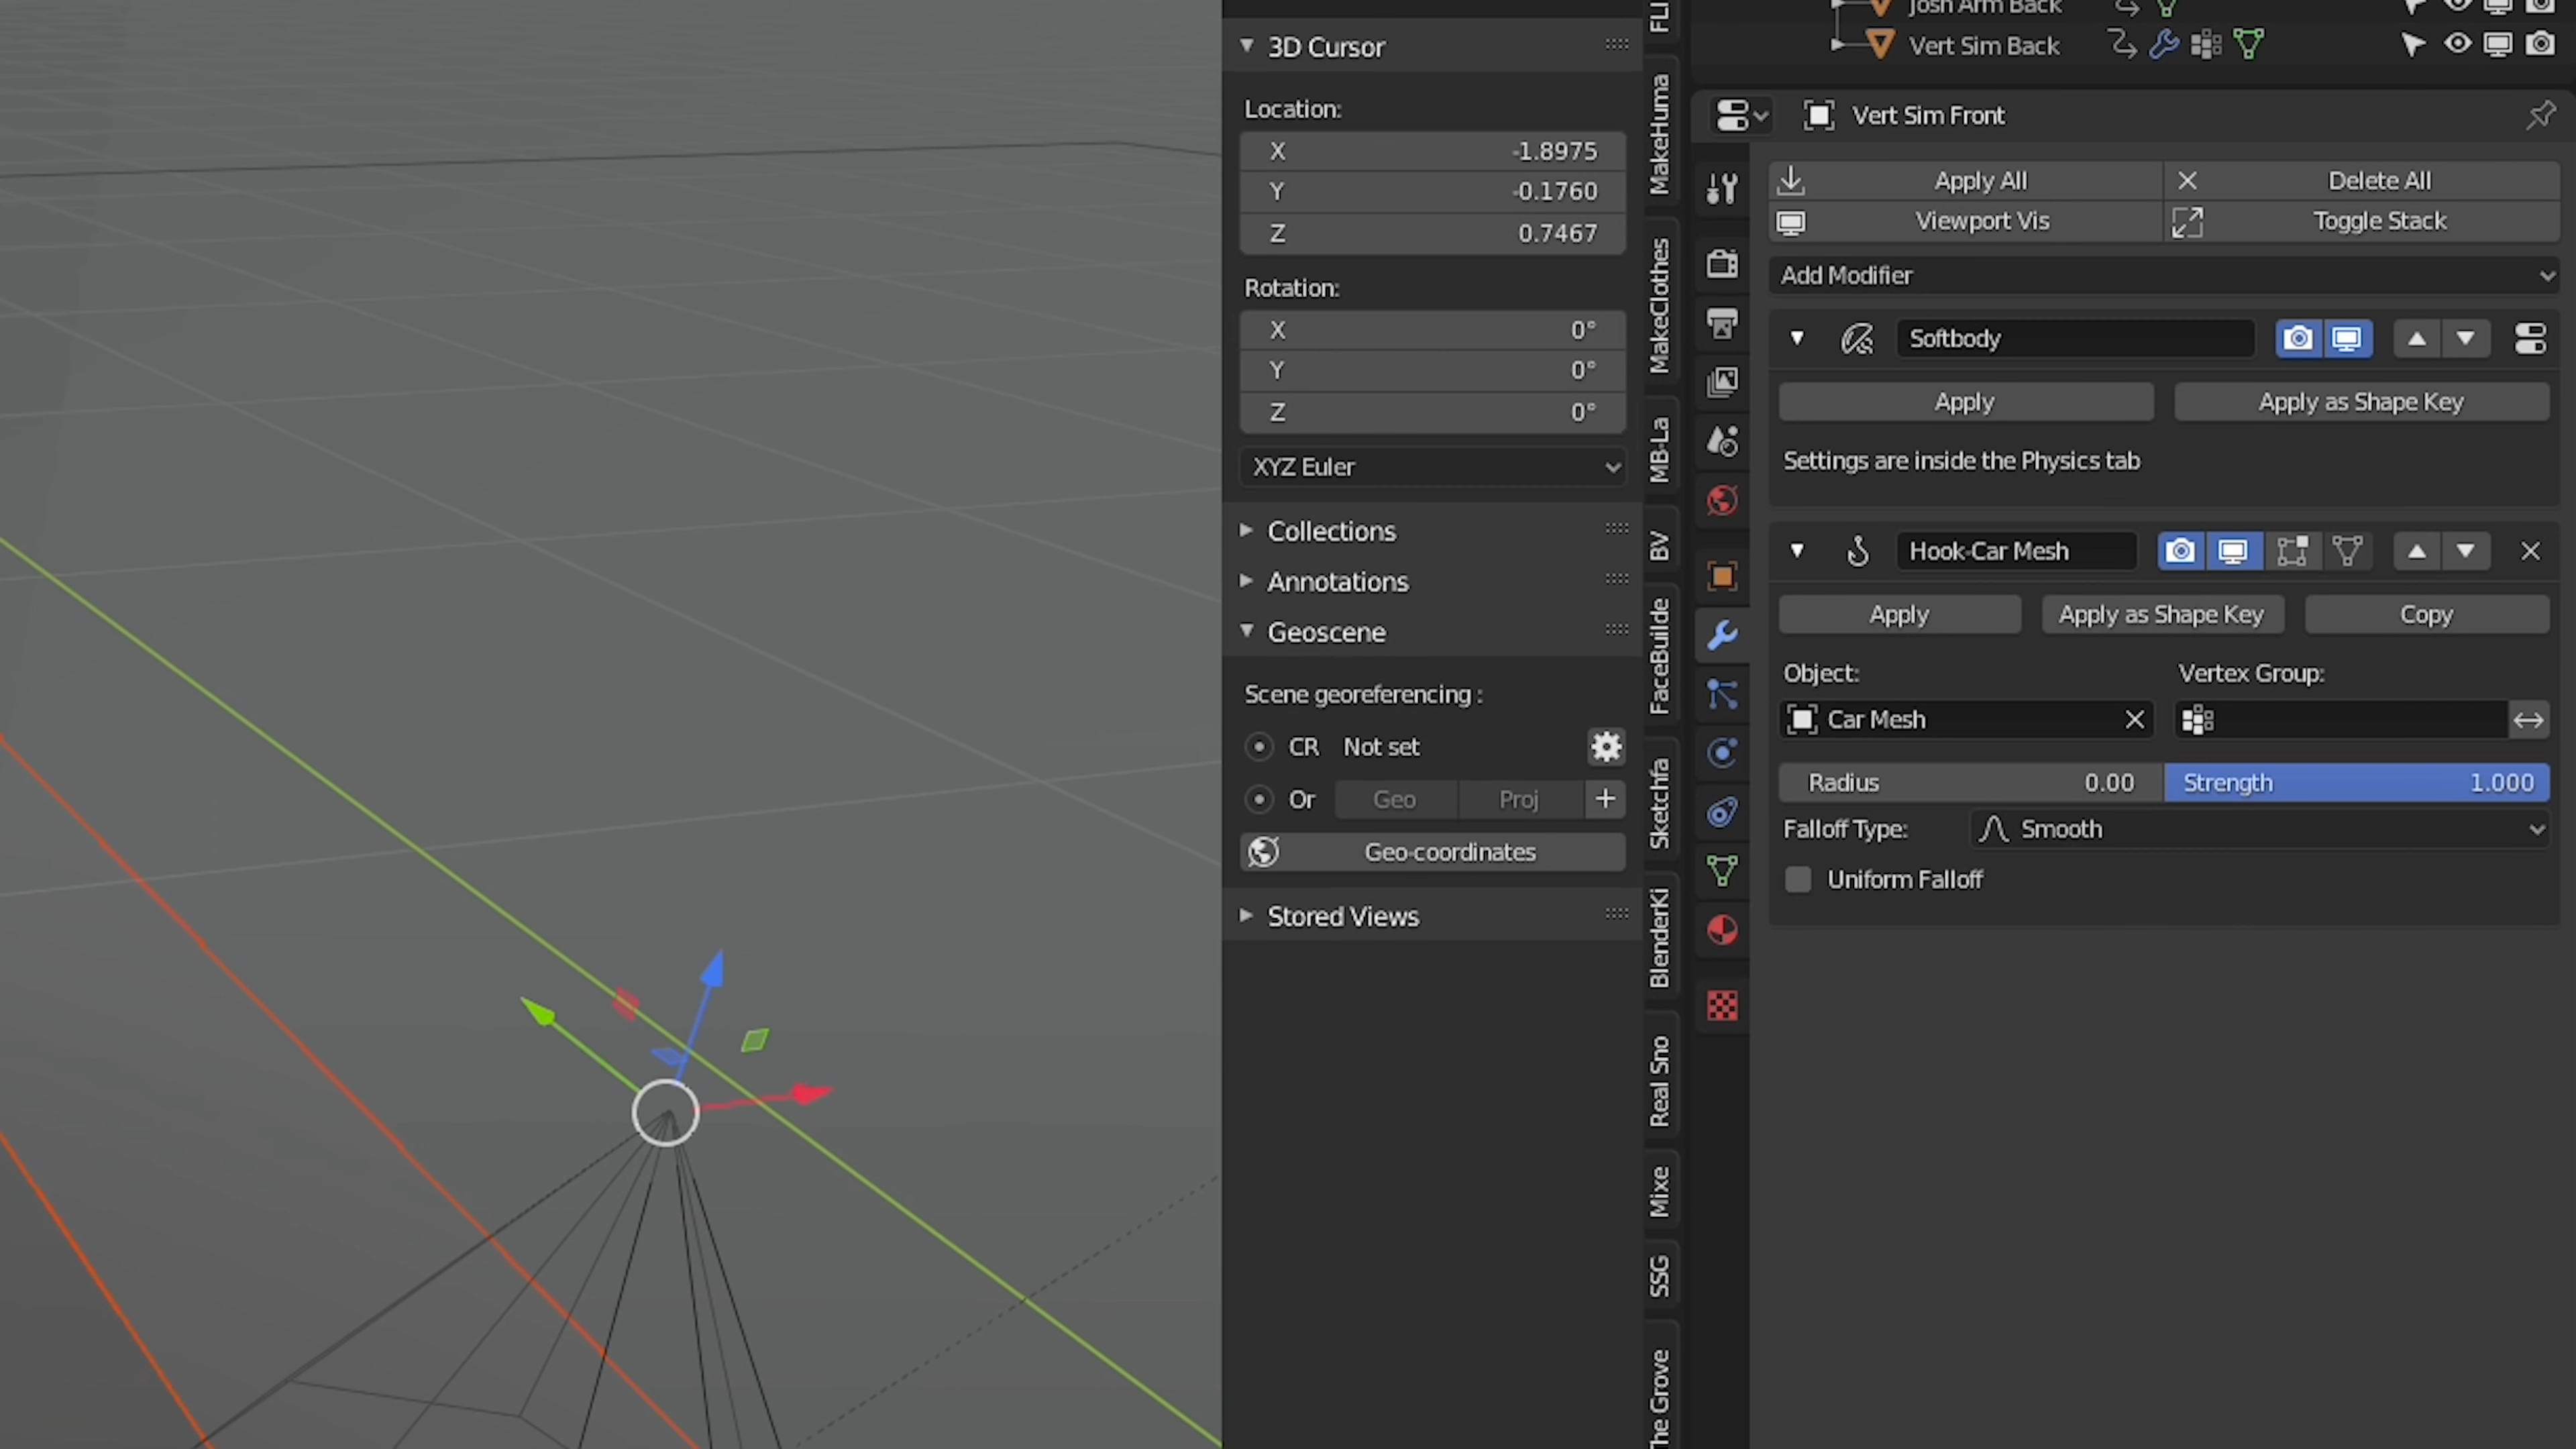 3D Cursor
Location:
X -1.8975
Y -0.1760
Z 0.7467
Rotation:
X 0°
Y 0°
Z 0°
XYZ Euler
Collections
Annotations
Geoscene
Scene georeferencing :
CR Not set
Or Geo Proj +
Geo-coordinates
Stored Views
FLI
MakeHuma
MakeClothes
MB-La
BV
FaceBuilde
Sketchfa
BlenderKi
Real Sno
Mixe
SSG
The Grove
Josh Arm Back
Vert Sim Back
Vert Sim Front
Apply All Delete All
Viewport Vis Toggle Stack
Add Modifier
Softbody
Apply Apply as Shape Key
Settings are inside the Physics tab
Hook-Car Mesh
Apply Apply as Shape Key Copy
Object: Vertex Group:
Car Mesh
Radius 0.00 Strength 1.000
Falloff Type: Smooth
Uniform Falloff